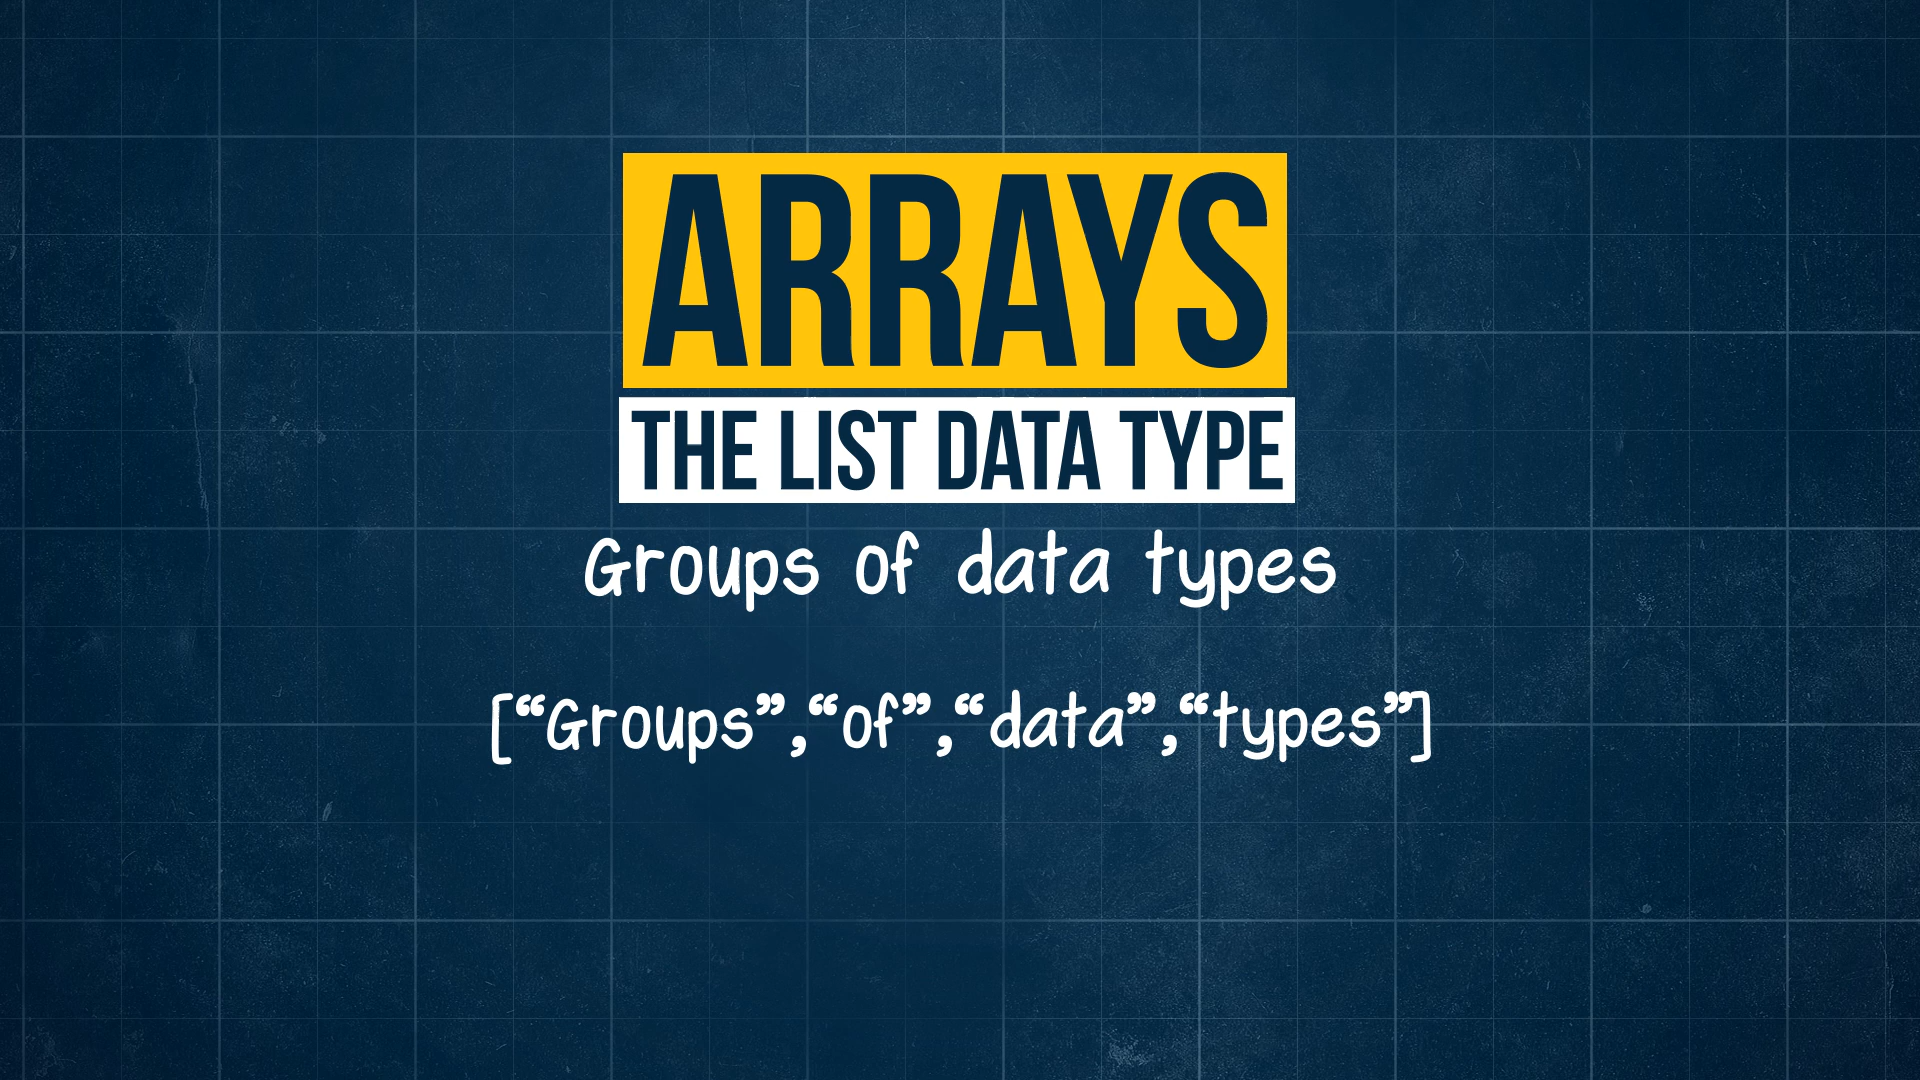 ARRAYS
THE LIST DATA TYPE
Groups of data types
[“Groups”,“of”,“data”,“types”]